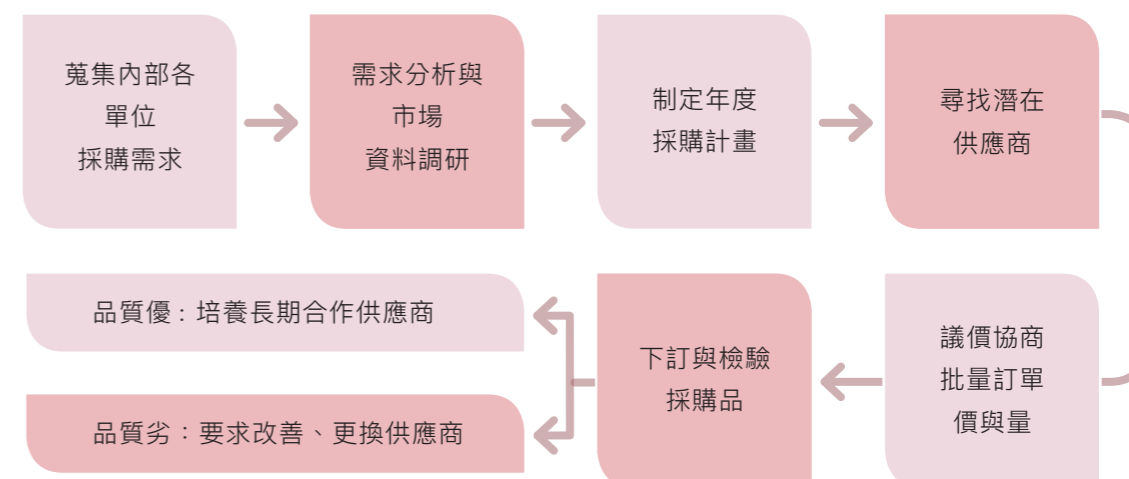 蒐集內部各
單位
採購需求
需求分析與
市場
資料調研
制定年度
採購計畫
尋找潛在
供應商
議價協商
批量訂單
價與量
下訂與檢驗
採購品
品質優：培養長期合作供應商
品質劣：要求改善、更換供應商